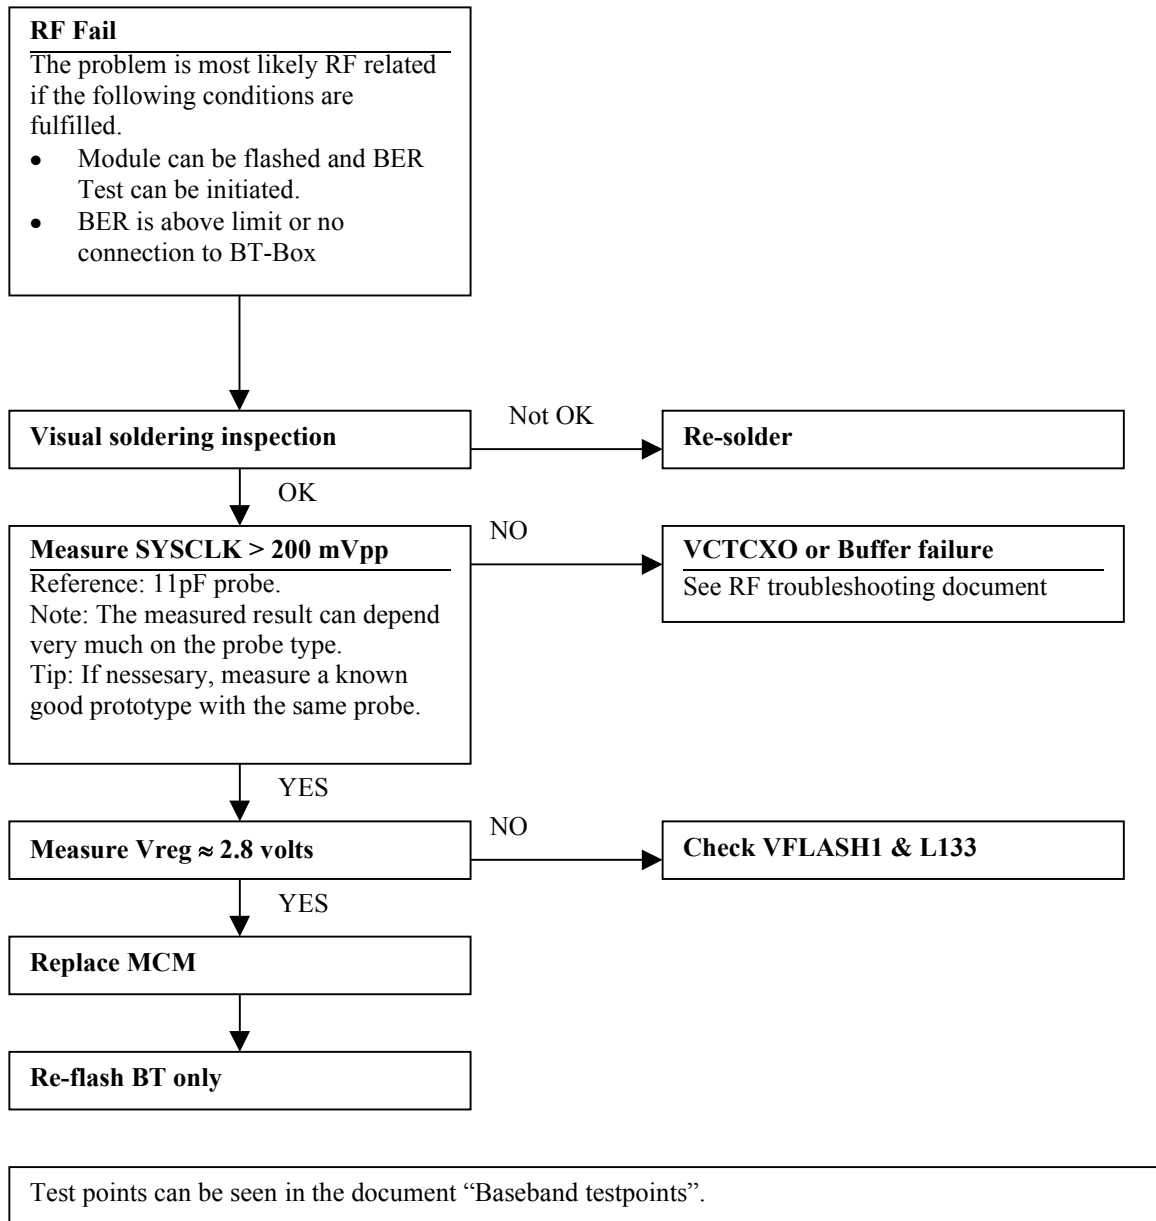 RF Fail
The problem is most likely RF related
if the following conditions are
fulfilled.
• Module can be flashed and BER
Test can be initiated.
• BER is above limit or no
connection to BT-Box
Visual soldering inspection
Not OK
Re-solder
OK
Measure SYSCLK > 200 mVpp
Reference: 11pF probe.
Note: The measured result can depend
very much on the probe type.
Tip: If nessesary, measure a known
good prototype with the same probe.
NO
VCTCXO or Buffer failure
See RF troubleshooting document
YES
Measure Vreg ≈ 2.8 volts
NO
Check VFLASH1 & L133
YES
Replace MCM
Re-flash BT only
Test points can be seen in the document “Baseband testpoints”.